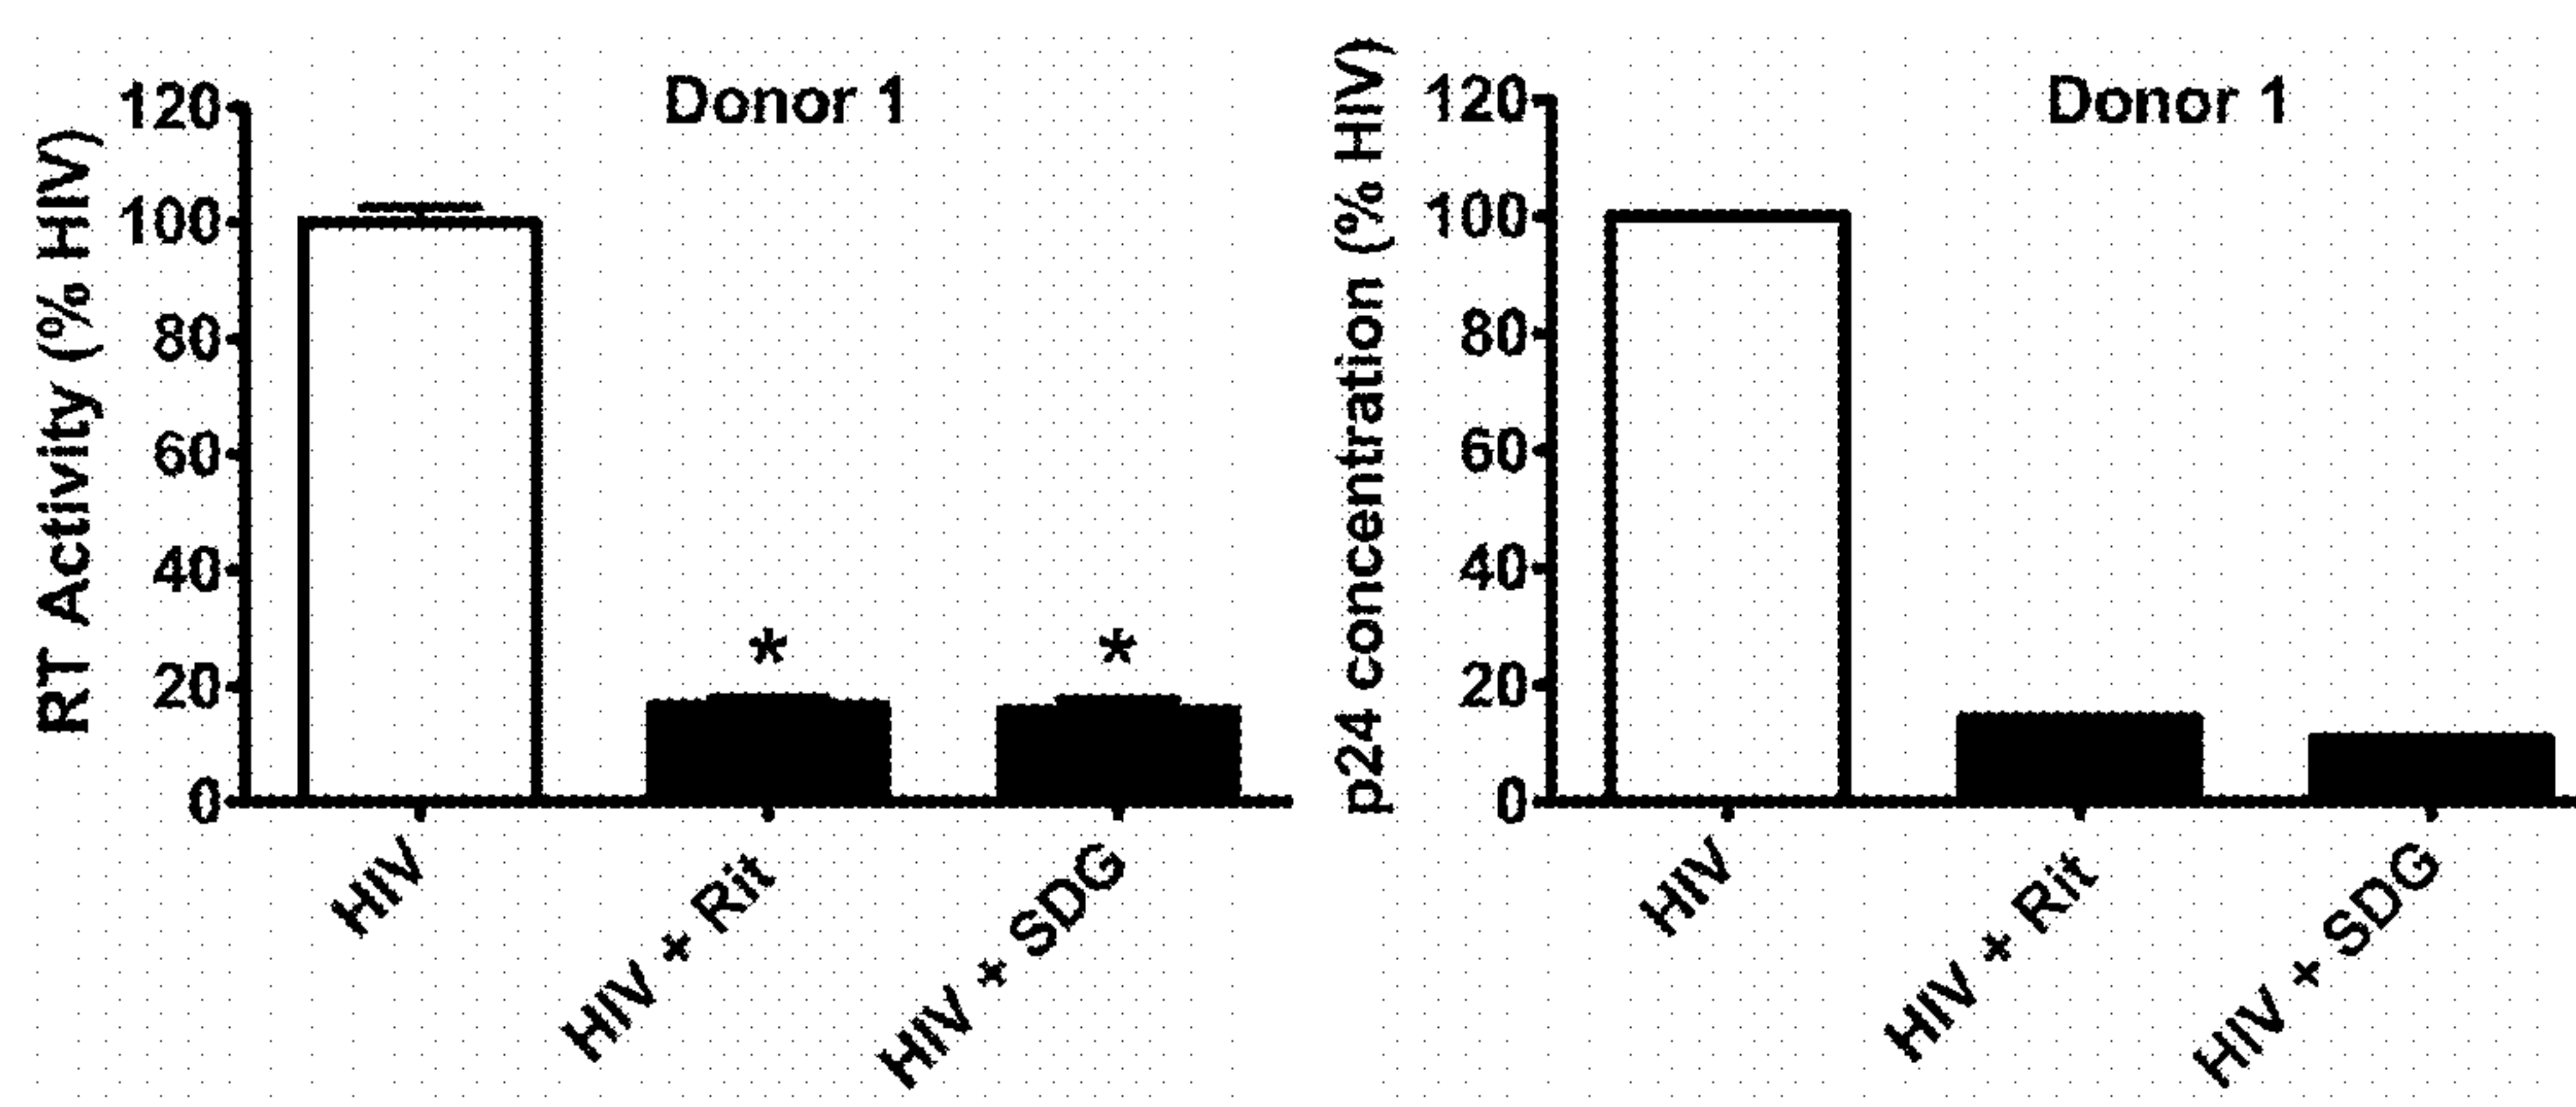 Donor 1
RT Activity (% HIV)
120
100
80
60
40
20
0
*
*
HIV
HIV + Rit
HIV + SDG
Donor 1
p24 concentration (% HIV)
120
100
80
60
40
20
0
HIV
HIV + Rit
HIV + SDG